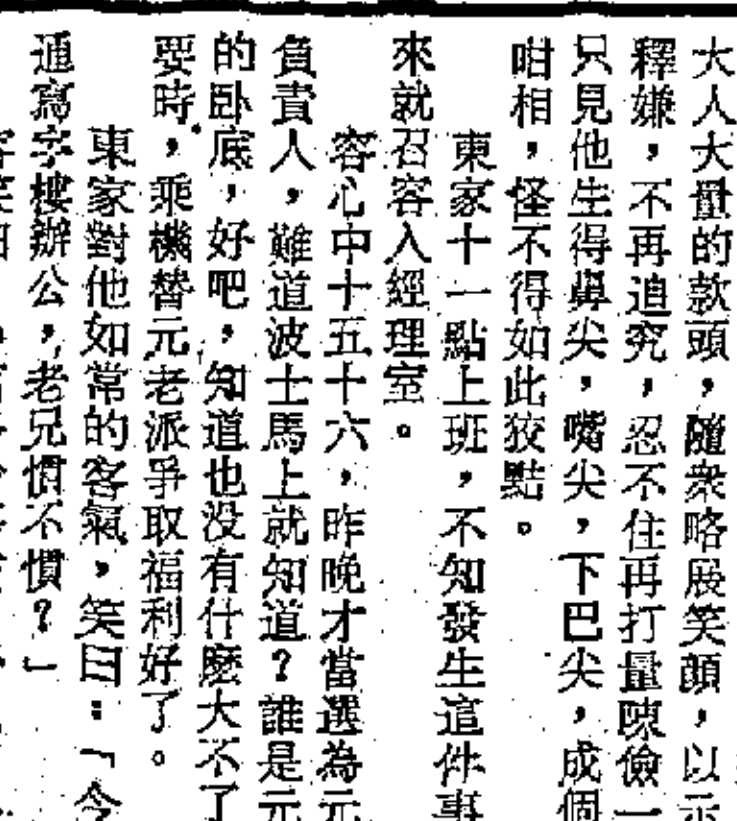 大人大量的款頭，隨衆略展笑顏，以示
釋嫌，不再追究，忍不住再打量陳儉一
只見他生得鼻尖，嘴尖，下巴尖，成個
咁相，怪不得如此狡黠。
東家十一點上班，不知發生這件事
來就召容入經理室。
容心中十五十六，昨晚才當選為元
負責人，難道波士馬上就知道？誰是元
的卧底，好吧，知道也没有什麽大不了
要時，乘機替元老派爭取福利好了。
東家對他如常的客氣，笑曰：「今
通寫字樓辦公，老兄慣不慣？」